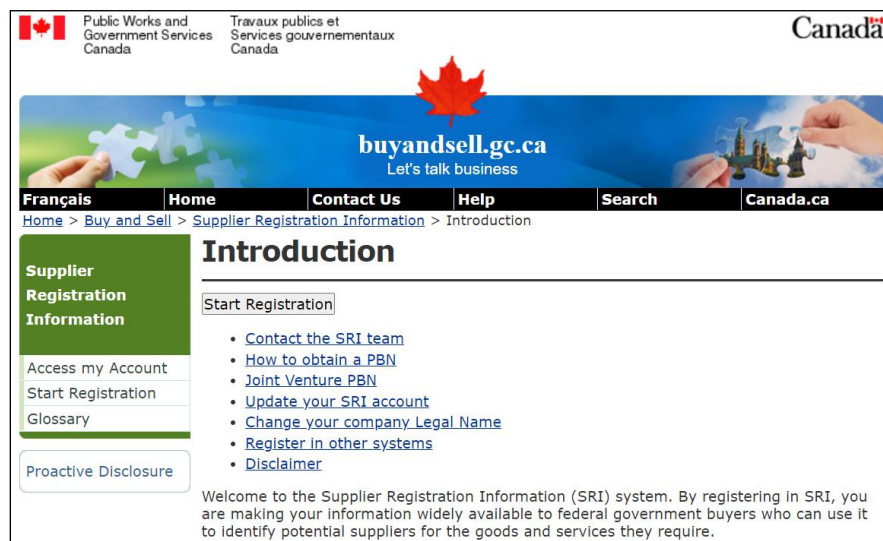 Public Works and
Government Services
Canada
Travaux publics et
Services gouvernementaux
Canada
Canada
buyandsell.gc.ca
Let's talk business
Français Home Contact Us Help Search Canada.ca
Home > Buy and Sell > Supplier Registration Information > Introduction
Supplier
Registration
Information
Access my Account
Start Registration
Glossary
Proactive Disclosure
Introduction
Start Registration
• Contact the SRI team
• How to obtain a PBN
• Joint Venture PBN
• Update your SRI account
• Change your company Legal Name
• Register in other systems
• Disclaimer
Welcome to the Supplier Registration Information (SRI) system. By registering in SRI, you
are making your information widely available to federal government buyers who can use it
to identify potential suppliers for the goods and services they require.